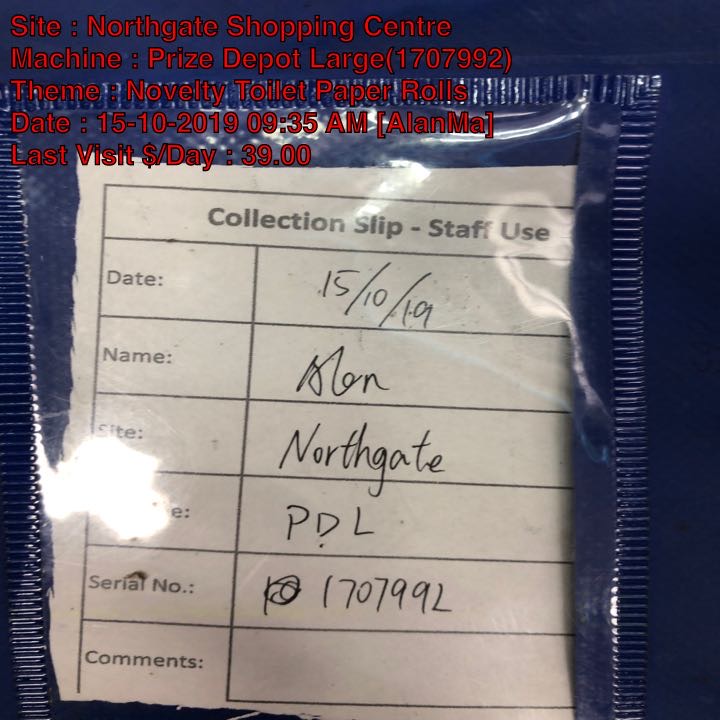 Site : Northgate Shopping Centre
Machine : Prize Depot Large(1707992)
Theme : Novelty Toilet Paper Rolls
Date : 15-10-2019 09:35 AM [AlanMa]
Last Visit $/Day : 39.00
Collection Slip - Staff Use
Date: 15/10/19
Name: Alan
Site: Northgate
e: PDL
Serial No.: 1707992
Comments: